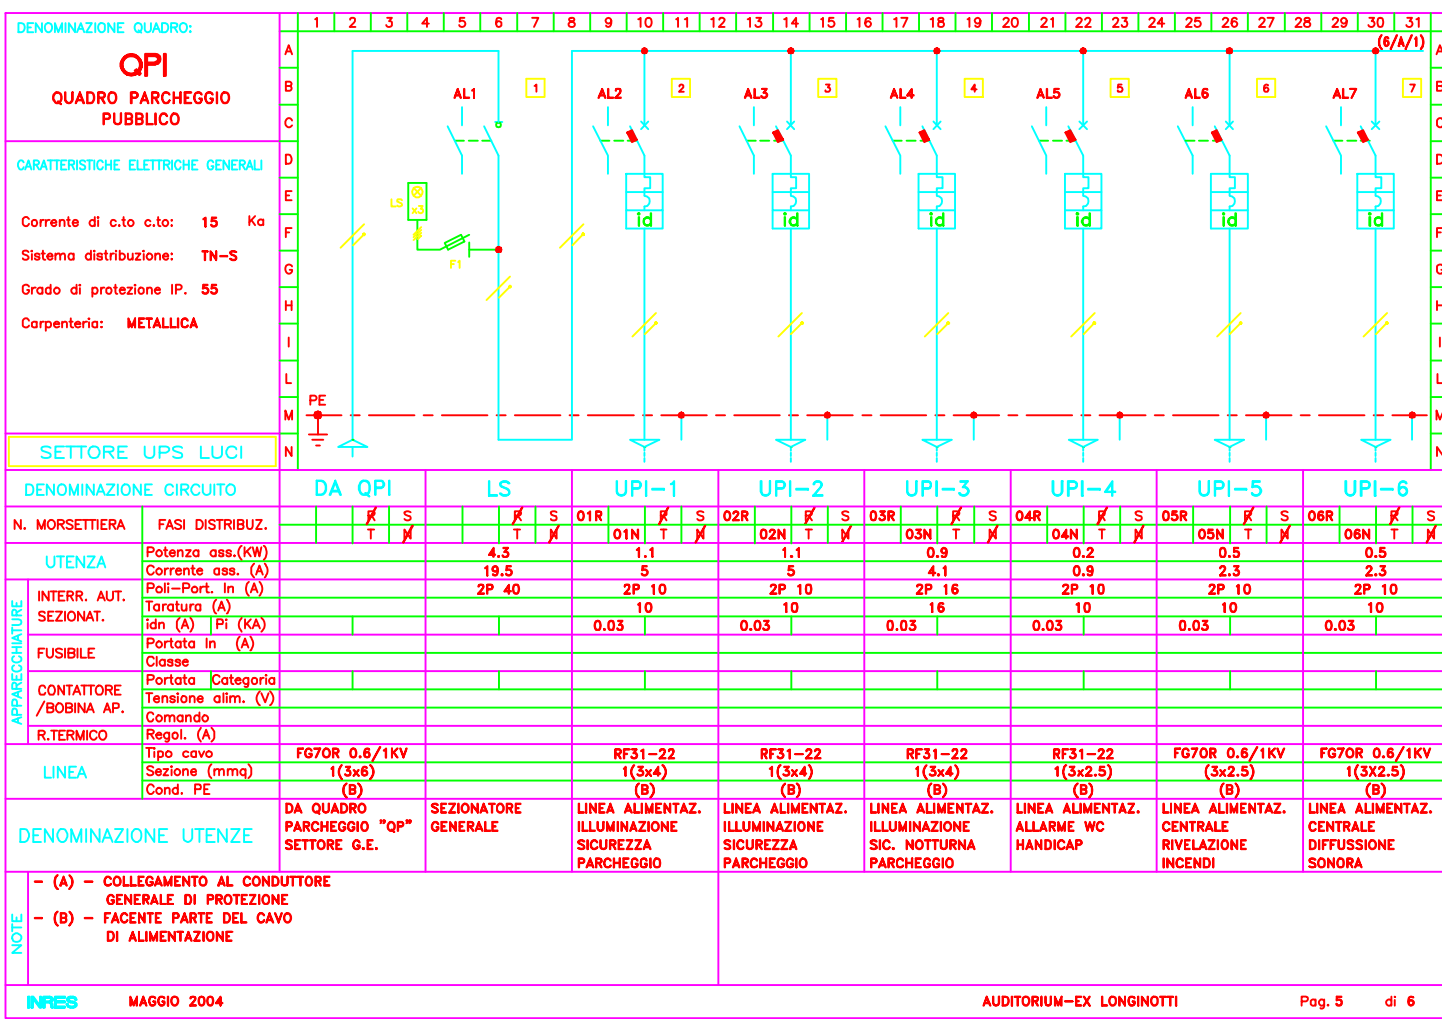 DENOMINAZIONE QUADRO:
QPI
QUADRO PARCHEGGIO
PUBBLICO
CARATTERISTICHE ELETTRICHE GENERALI
Corrente di c.to c.to: 15 Ka
Sistema distribuzione: TN-S
Grado di protezione IP. 55
Carpenteria: METALLICA
SETTORE UPS LUCI
1 2 3 4 5 6 7 8 9 10 11 12 13 14 15 16 17 18 19 20 21 22 23 24 25 26 27 28 29 30 31
A A
B B
C C
D D
E E
F F
G G
H H
I I
L L
M M
N N
(6/A/1)
1 2 3 4 5 6 7
AL1 AL2 AL3 AL4 AL5 AL6 AL7
LS x3
F1
id id id id id id
PE
DENOMINAZIONE CIRCUITO DA QPI LS UPI-1 UPI-2 UPI-3 UPI-4 UPI-5 UPI-6
N. MORSETTIERA FASI DISTRIBUZ.
R S R S 01R R S 02R R S 03R R S 04R R S 05R R S 06R R S
T N T N 01N T N 02N T N 03N T N 04N T N 05N T N 06N T N
UTENZA
Potenza ass.(KW) 4.3 1.1 1.1 0.9 0.2 0.5 0.5
Corrente ass. (A) 19.5 5 5 4.1 0.9 2.3 2.3
APPARECCHIATURE
INTERR. AUT.
SEZIONAT.
Poli-Port. In (A) 2P 40 2P 10 2P 10 2P 16 2P 10 2P 10 2P 10
Taratura (A) 10 10 16 10 10 10
idn (A) Pi (KA) 0.03 0.03 0.03 0.03 0.03 0.03
FUSIBILE
Portata In (A)
Classe
CONTATTORE
/BOBINA AP.
Portata Categoria
Tensione alim. (V)
Comando
R.TERMICO Regol. (A)
LINEA
Tipo cavo FG7OR 0.6/1KV RF31-22 RF31-22 RF31-22 RF31-22 FG7OR 0.6/1KV FG7OR 0.6/1KV
Sezione (mmq) 1(3x6) 1(3x4) 1(3x4) 1(3x4) 1(3x2.5) (3x2.5) 1(3X2.5)
Cond. PE (B) (B) (B) (B) (B) (B) (B)
DENOMINAZIONE UTENZE
DA QUADRO
PARCHEGGIO "QP"
SETTORE G.E.
SEZIONATORE
GENERALE
LINEA ALIMENTAZ.
ILLUMINAZIONE
SICUREZZA
PARCHEGGIO
LINEA ALIMENTAZ.
ILLUMINAZIONE
SICUREZZA
PARCHEGGIO
LINEA ALIMENTAZ.
ILLUMINAZIONE
SIC. NOTTURNA
PARCHEGGIO
LINEA ALIMENTAZ.
ALLARME WC
HANDICAP
LINEA ALIMENTAZ.
CENTRALE
RIVELAZIONE
INCENDI
LINEA ALIMENTAZ.
CENTRALE
DIFFUSSIONE
SONORA
NOTE
- (A) - COLLEGAMENTO AL CONDUTTORE
GENERALE DI PROTEZIONE
- (B) - FACENTE PARTE DEL CAVO
DI ALIMENTAZIONE
INRES MAGGIO 2004 AUDITORIUM-EX LONGINOTTI Pag. 5 di 6